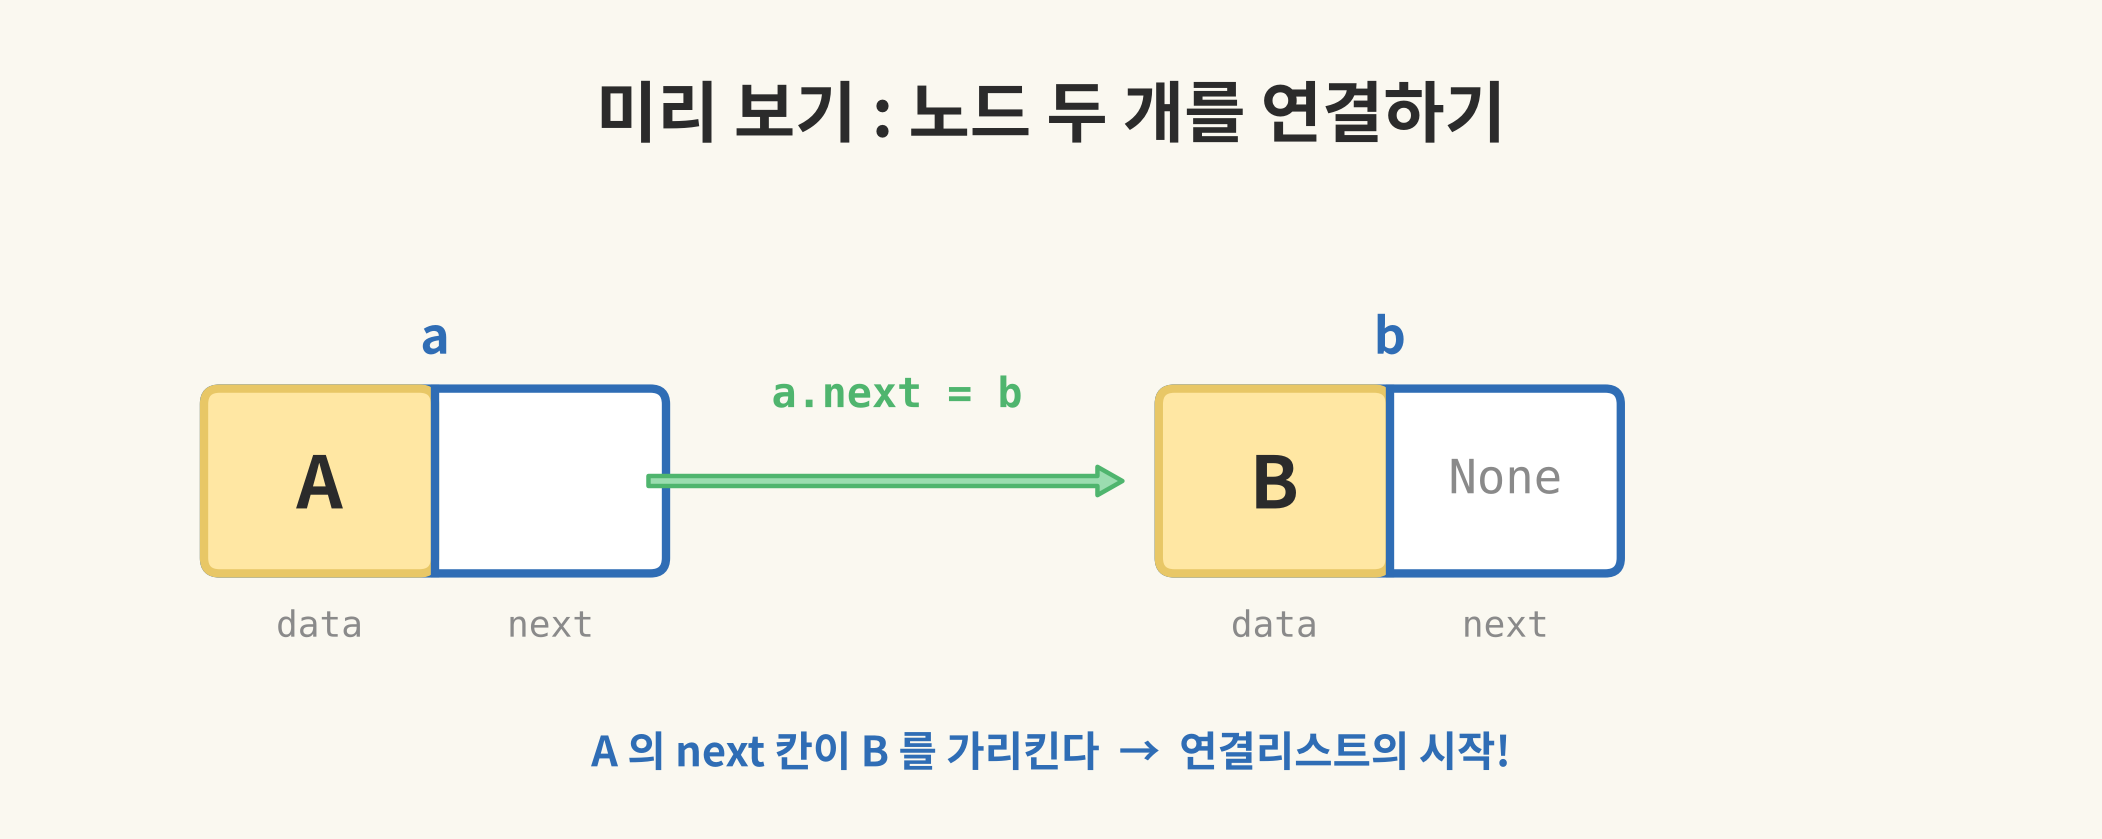 미리 보기 : 노드 두 개를 연결하기
a
b
a.next = b
A
B
None
data
next
data
next
A 의 next 칸이 B 를 가리킨다 → 연결리스트의 시작!